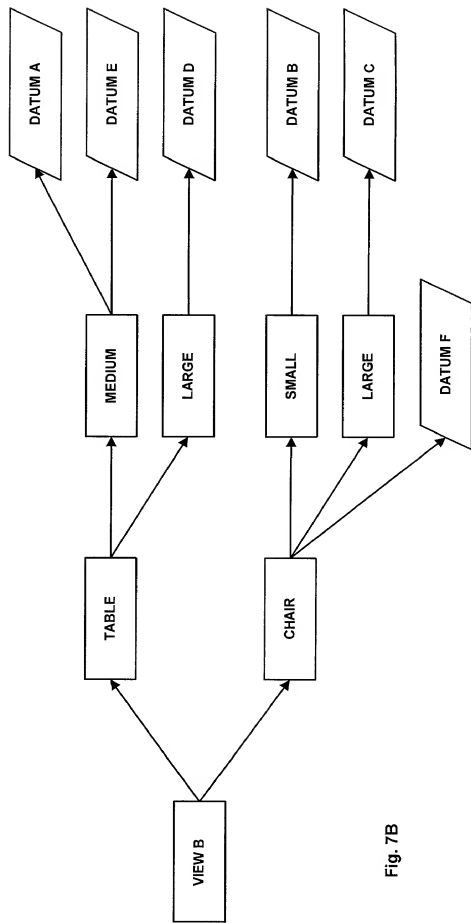 VIEW B
TABLE
CHAIR
MEDIUM
LARGE
SMALL
LARGE
DATUM F
DATUM A
DATUM E
DATUM D
DATUM B
DATUM C
Fig. 7B